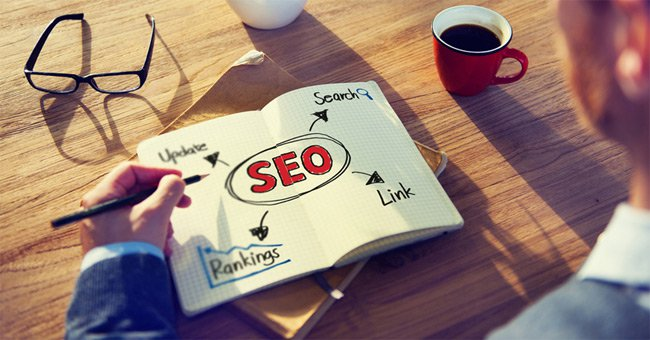 Search
Update
SEO
Link
Rankings